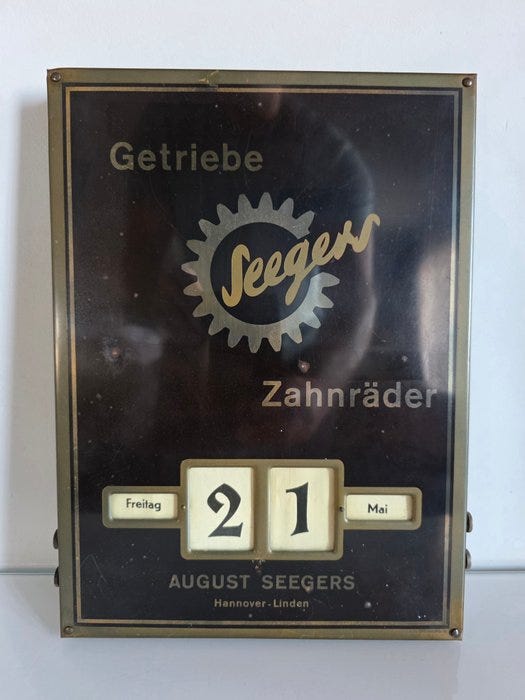 Getriebe
Seegers
Zahnräder
Freitag 21 Mai
AUGUST SEEGERS
Hannover-Linden